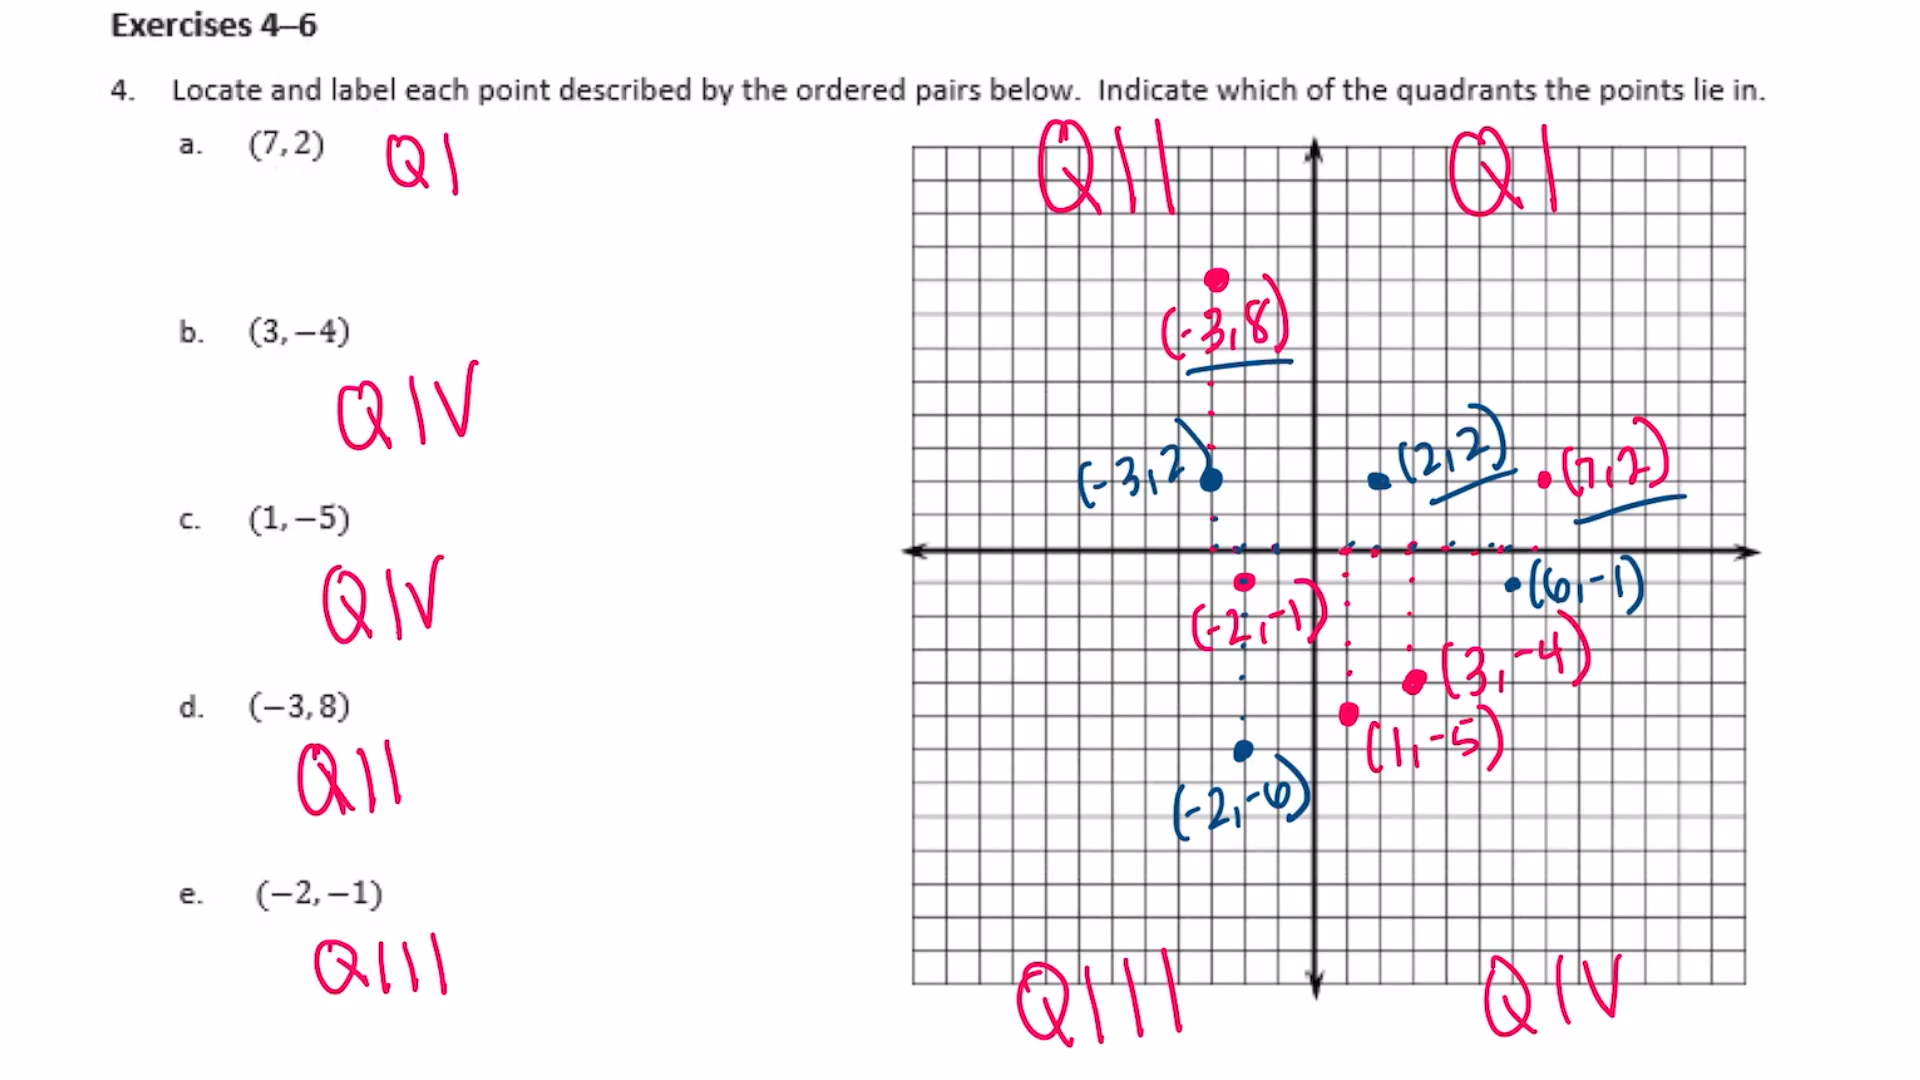 Exercises 4–6
4. Locate and label each point described by the ordered pairs below. Indicate which of the quadrants the points lie in.
a. (7, 2) QI
b. (3, −4)
QIV
c. (1, −5)
QIV
d. (−3, 8)
QII
e. (−2, −1)
QIII
QII QI
(-3,8)
(-3,2) (2,2) (7,2)
(6,-1)
(-2,-1)
(3,-4)
(1,-5)
(-2,-6)
QIII QIV